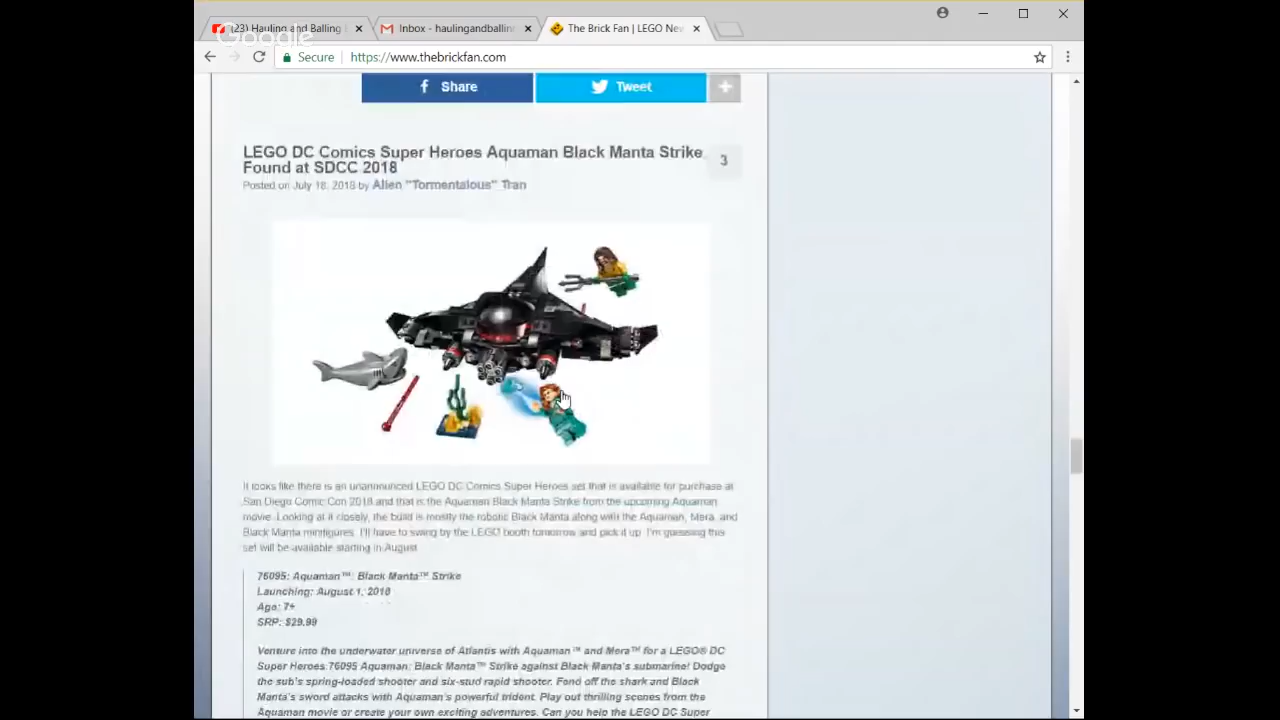 (23) Hauling and Balling
Inbox - haulingandballin
The Brick Fan | LEGO Nev
Google
Secure
https://www.thebrickfan.com
f Share
Tweet
+
LEGO DC Comics Super Heroes Aquaman Black Manta Strike
Found at SDCC 2018
3
Posted on July 18, 2018 by Allen "Tormentalous" Tran
It looks like there is an unannounced LEGO DC Comics Super Heroes set that is available for purchase at
San Diego Comic Con 2018 and that is the Aquaman Black Manta Strike from the upcoming Aquaman
movie. Looking at it closely, the build is mostly the robotic Black Manta along with the Aquaman, Mera, and
Black Manta minifigures. I'll have to swing by the LEGO booth tomorrow and pick it up. I'm guessing this
set will be available starting in August.
76095: Aquaman™: Black Manta™ Strike
Launching: August 1, 2018
Age: 7+
SRP: $29.99
Venture into the underwater universe of Atlantis with Aquaman™ and Mera™ for a LEGO® DC
Super Heroes 76095 Aquaman: Black Manta™ Strike against Black Manta's submarine! Dodge
the sub's spring-loaded shooter and six-stud rapid shooter. Fend off the shark and Black
Manta's sword attacks with Aquaman's powerful trident. Play out thrilling scenes from the
Aquaman movie or create your own exciting adventures. Can you help the LEGO DC Super